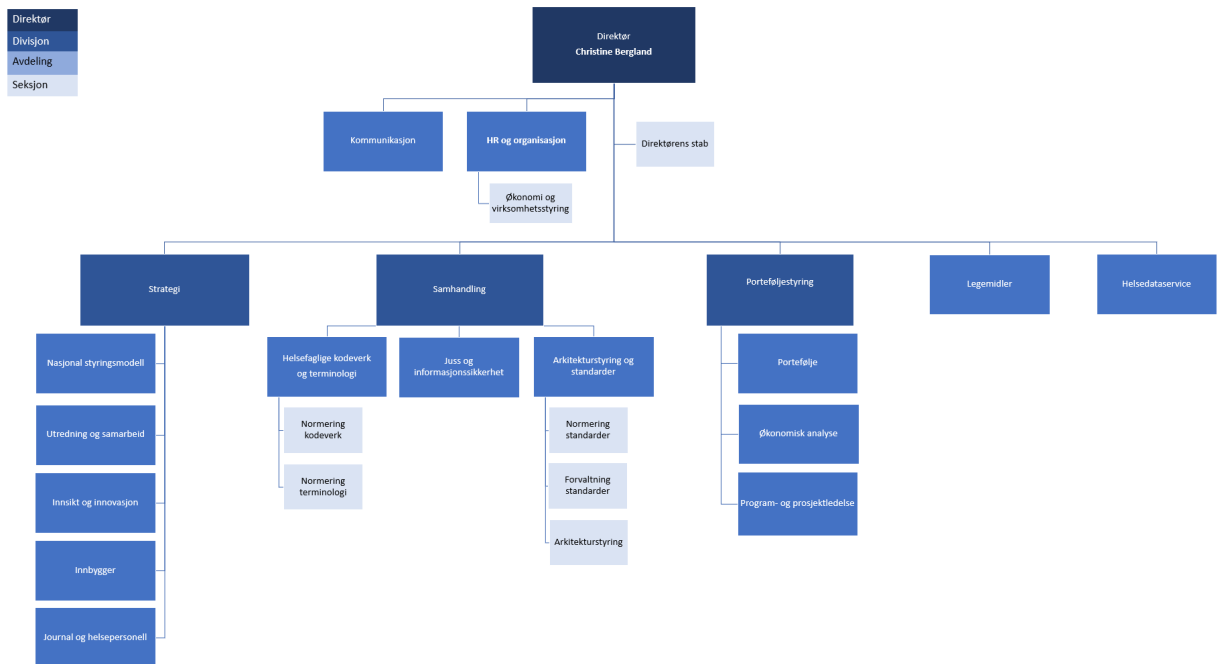 Direktør
Divisjon
Avdeling
Seksjon
Direktør
Christine Bergland
Kommunikasjon
HR og organisasjon
Direktørens stab
Økonomi og
virksomhetsstyring
Strategi
Samhandling
Porteføljestyring
Legemidler
Helsedataservice
Nasjonal styringsmodell
Utredning og samarbeid
Innsikt og innovasjon
Innbygger
Journal og helsepersonell
Helsefaglige kodeverk
og terminologi
Normering
kodeverk
Normering
terminologi
Juss og
informasjonssikkerhet
Arkitekturstyring og
standarder
Normering
standarder
Forvaltning
standarder
Arkitekturstyring
Portefølje
Økonomisk analyse
Program- og prosjektledelse